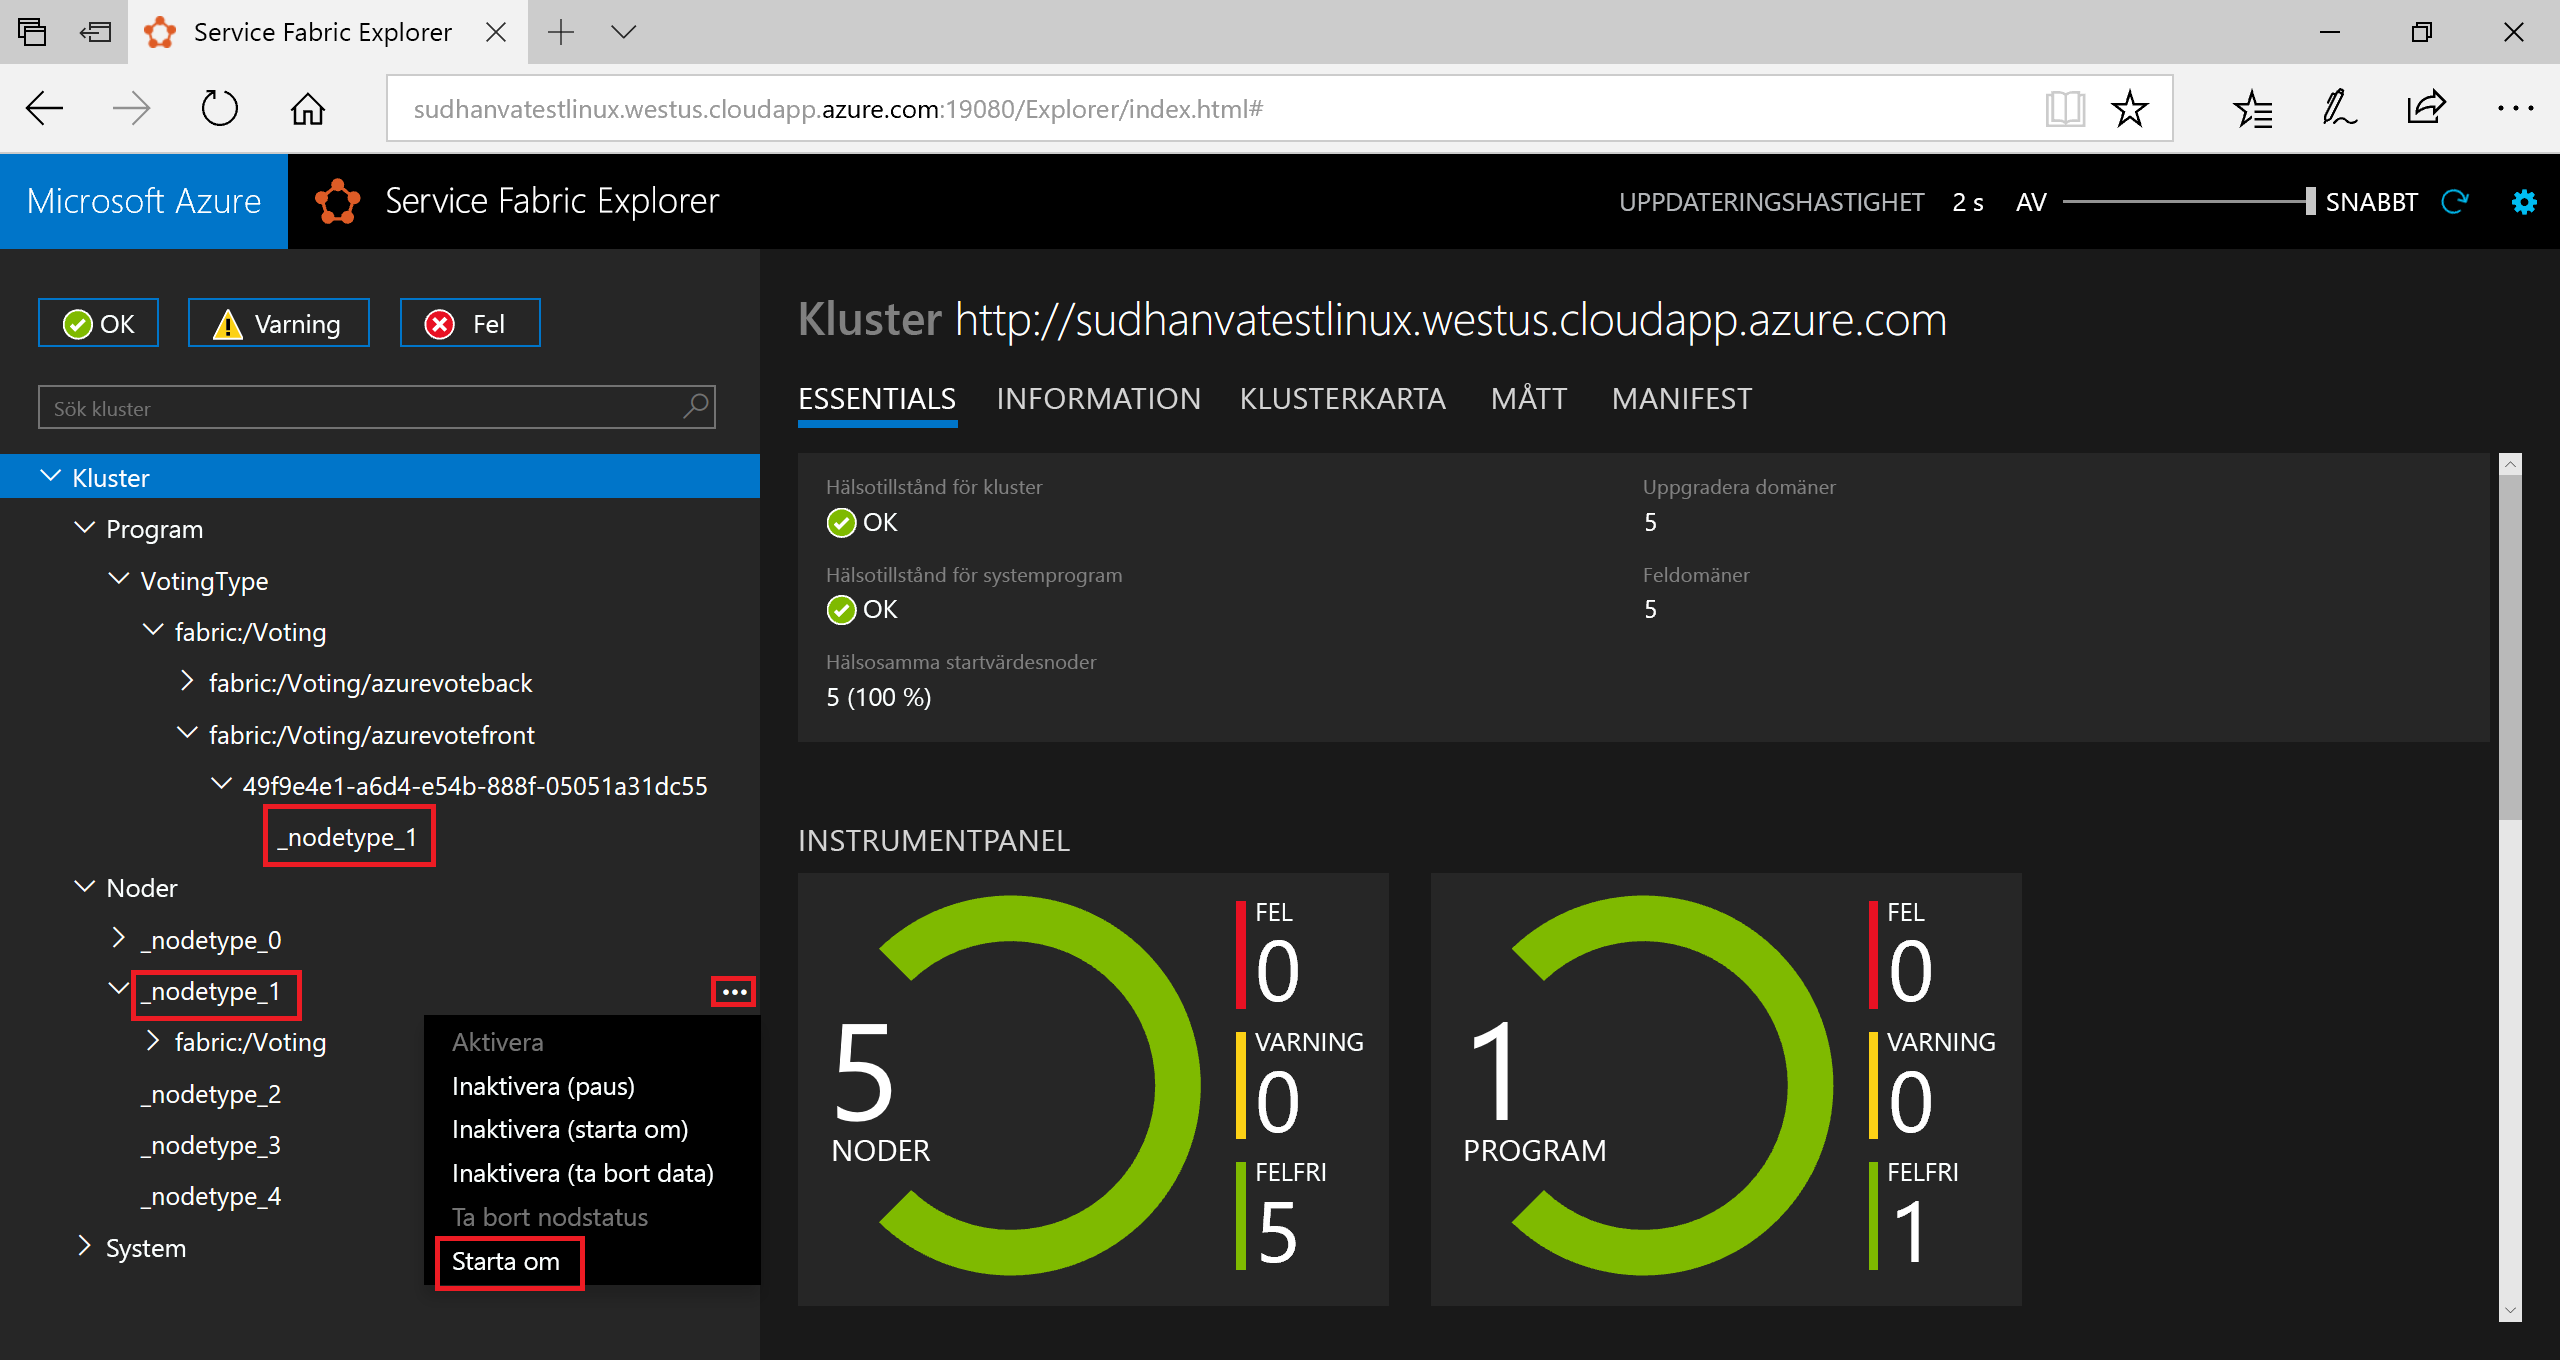 Service Fabric Explorer
sudhanvatestlinux.westus.cloudapp.azure.com:19080/Explorer/index.html#
Microsoft Azure
Service Fabric Explorer
UPPDATERINGSHASTIGHET 2 s AV SNABBT
OK
Varning
Fel
Sök kluster
Kluster
Program
VotingType
fabric:/Voting
fabric:/Voting/azurevoteback
fabric:/Voting/azurevotefront
49f9e4e1-a6d4-e54b-888f-05051a31dc55
_nodetype_1
Noder
_nodetype_0
_nodetype_1
fabric:/Voting
_nodetype_2
_nodetype_3
_nodetype_4
System
Aktivera
Inaktivera (paus)
Inaktivera (starta om)
Inaktivera (ta bort data)
Ta bort nodstatus
Starta om
Kluster http://sudhanvatestlinux.westus.cloudapp.azure.com
ESSENTIALS INFORMATION KLUSTERKARTA MÅTT MANIFEST
Hälsotillstånd för kluster
OK
Hälsotillstånd för systemprogram
OK
Hälsosamma startvärdesnoder
5 (100 %)
Uppgradera domäner
5
Feldomäner
5
INSTRUMENTPANEL
5
NODER
FEL
0
VARNING
0
FELFRI
5
1
PROGRAM
FEL
0
VARNING
0
FELFRI
1